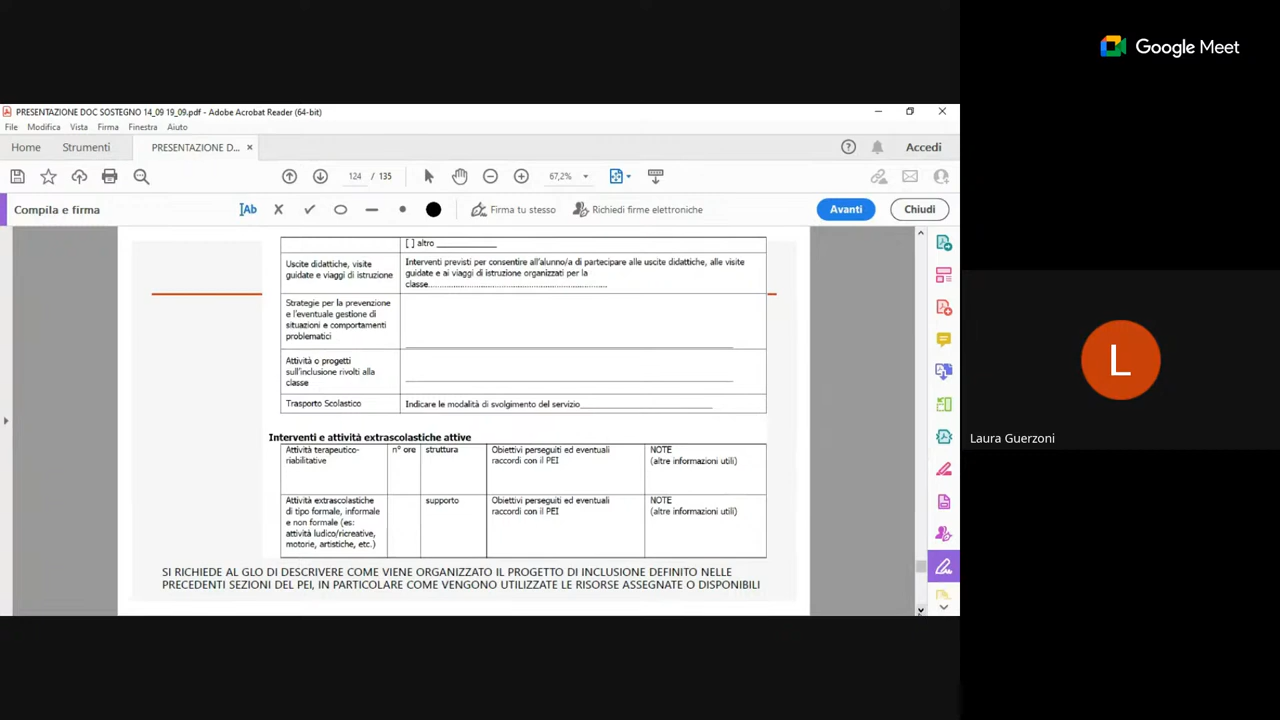 Google Meet
PRESENTAZIONE DOC SOSTEGNO 14_09 19_09.pdf - Adobe Acrobat Reader (64-bit)
File Modifica Vista Firma Finestra Aiuto
Home Strumenti PRESENTAZIONE D... × Accedi
124 / 135 67,2%
Compila e firma Ab Firma tu stesso Richiedi firme elettroniche Avanti Chiudi
[ ] altro ____________
Uscite didattiche, visite
guidate e viaggi di istruzione
Interventi previsti per consentire all'alunno/a di partecipare alle uscite didattiche, alle visite
guidate e ai viaggi di istruzione organizzati per la
classe............................................................
Strategie per la prevenzione
e l'eventuale gestione di
situazioni e comportamenti
problematici
Attività o progetti
sull'inclusione rivolti alla
classe
Trasporto Scolastico Indicare le modalità di svolgimento del servizio__________________________
Interventi e attività extrascolastiche attive
Attività terapeutico-
riabilitative
n° ore
struttura
Obiettivi perseguiti ed eventuali
raccordi con il PEI
NOTE
(altre informazioni utili)
Attività extrascolastiche
di tipo formale, informale
e non formale (es:
attività ludico/ricreative,
motorie, artistiche, etc.)
supporto
Obiettivi perseguiti ed eventuali
raccordi con il PEI
NOTE
(altre informazioni utili)
SI RICHIEDE AL GLO DI DESCRIVERE COME VIENE ORGANIZZATO IL PROGETTO DI INCLUSIONE DEFINITO NELLE
PRECEDENTI SEZIONI DEL PEI, IN PARTICOLARE COME VENGONO UTILIZZATE LE RISORSE ASSEGNATE O DISPONIBILI
L
Laura Guerzoni